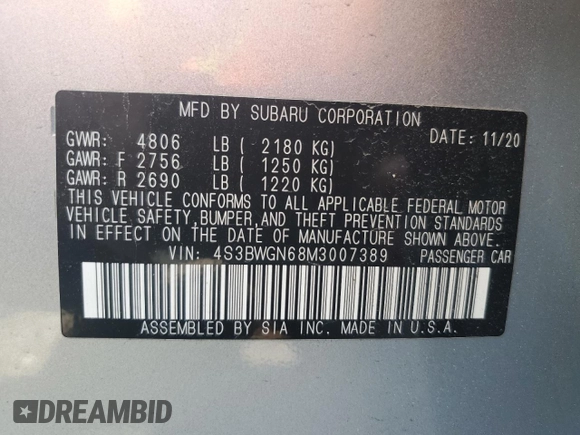 MFD BY SUBARU CORPORATION
GVWR: 4806 LB ( 2180 KG) DATE: 11/20
GAWR: F 2756 LB ( 1250 KG)
GAWR: R 2690 LB ( 1220 KG)
THIS VEHICLE CONFORMS TO ALL APPLICABLE FEDERAL MOTOR
VEHICLE SAFETY, BUMPER, AND THEFT PREVENTION STANDARDS
IN EFFECT ON THE DATE OF MANUFACTURE SHOWN ABOVE.
VIN: 4S3BWGN68M3007389 PASSENGER CAR
ASSEMBLED BY SIA INC. MADE IN U.S.A.
DREAMBID